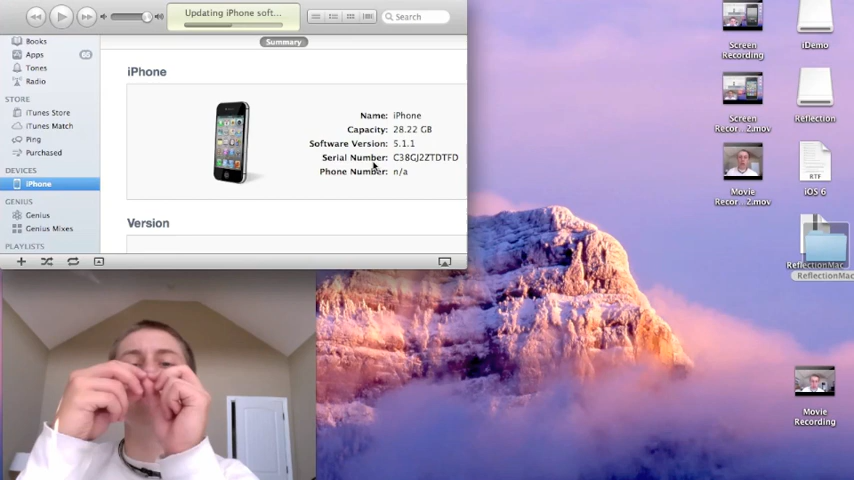 Updating iPhone soft...
Search
Summary
Books
Apps
Tones
Radio
STORE
iTunes Store
iTunes Match
Ping
Purchased
DEVICES
iPhone
GENIUS
Genius
Genius Mixes
PLAYLISTS
iPhone
Name: iPhone
Capacity: 28.22 GB
Software Version: 5.1.1
Serial Number: C38GJ2ZTDTFD
Phone Number: n/a
Version
Screen
Recording
iDemo
Screen
Recor... 2.mov
Reflection
Movie
Recor... 2.mov
iOS 6
ReflectionMac
ReflectionMac
Movie
Recording